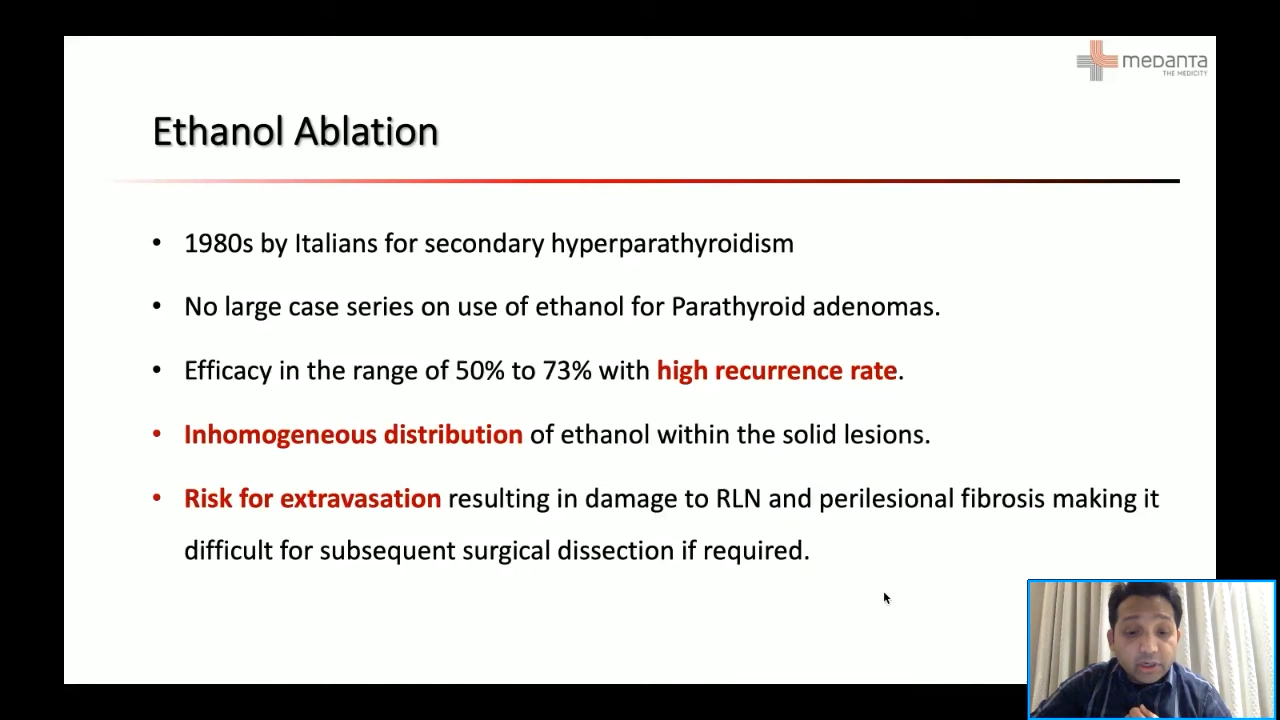 medanta
THE MEDICITY
Ethanol Ablation
• 1980s by Italians for secondary hyperparathyroidism
• No large case series on use of ethanol for Parathyroid adenomas.
• Efficacy in the range of 50% to 73% with high recurrence rate.
• Inhomogeneous distribution of ethanol within the solid lesions.
• Risk for extravasation resulting in damage to RLN and perilesional fibrosis making it
difficult for subsequent surgical dissection if required.